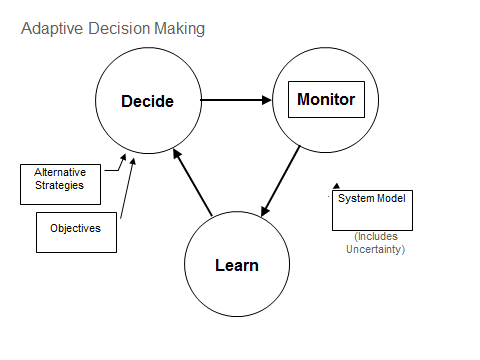 Adaptive Decision Making
Decide
Monitor
Alternative
Strategies
Objectives
System Model
(Includes
Uncertainty)
Learn